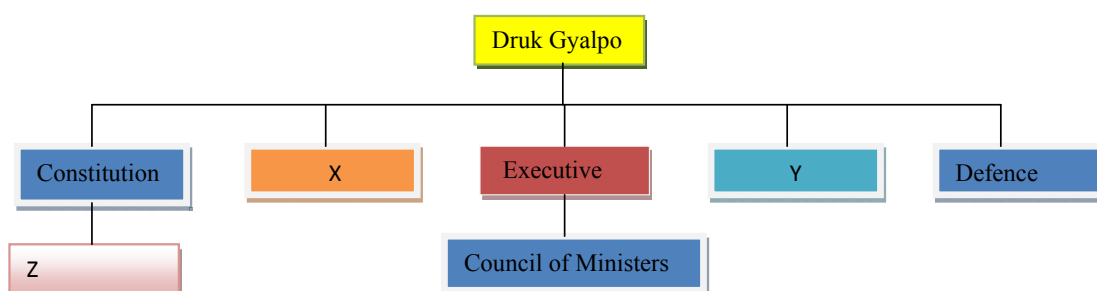 Druk Gyalpo
Constitution
X
Executive
Y
Defence
Z
Council of Ministers